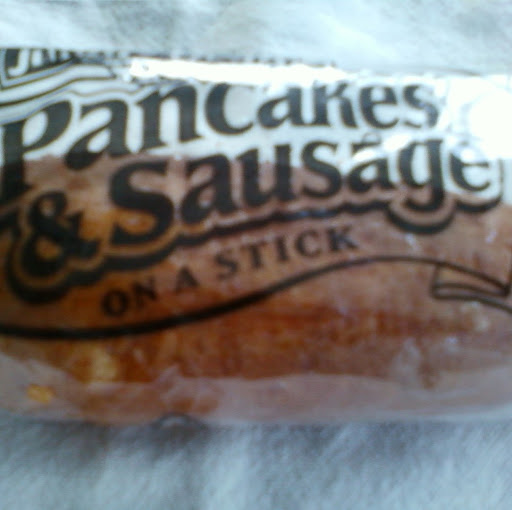 Pancakes
& Sausage
ON A STICK